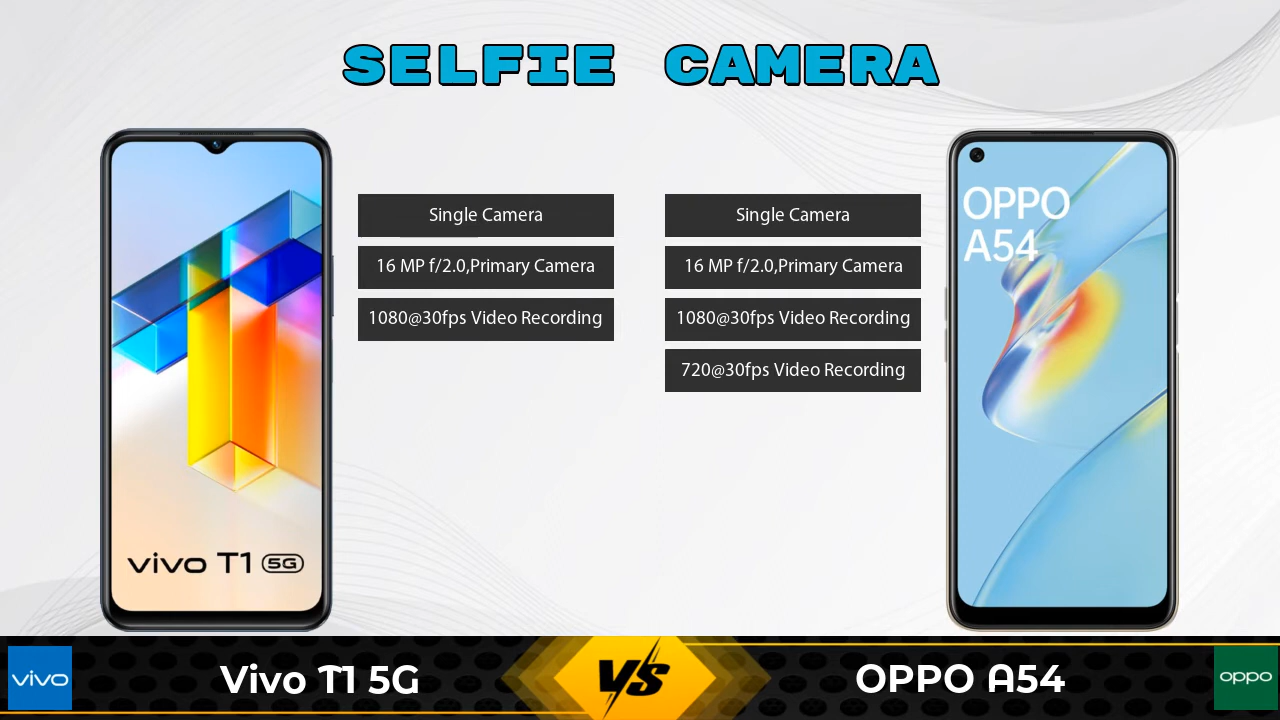 SELFIE CAMERA
Single Camera
16 MP f/2.0,Primary Camera
1080@30fps Video Recording
Single Camera
16 MP f/2.0,Primary Camera
1080@30fps Video Recording
720@30fps Video Recording
OPPO
A54
vivo T1 5G
vivo
Vivo T1 5G
VS
OPPO A54
oppo